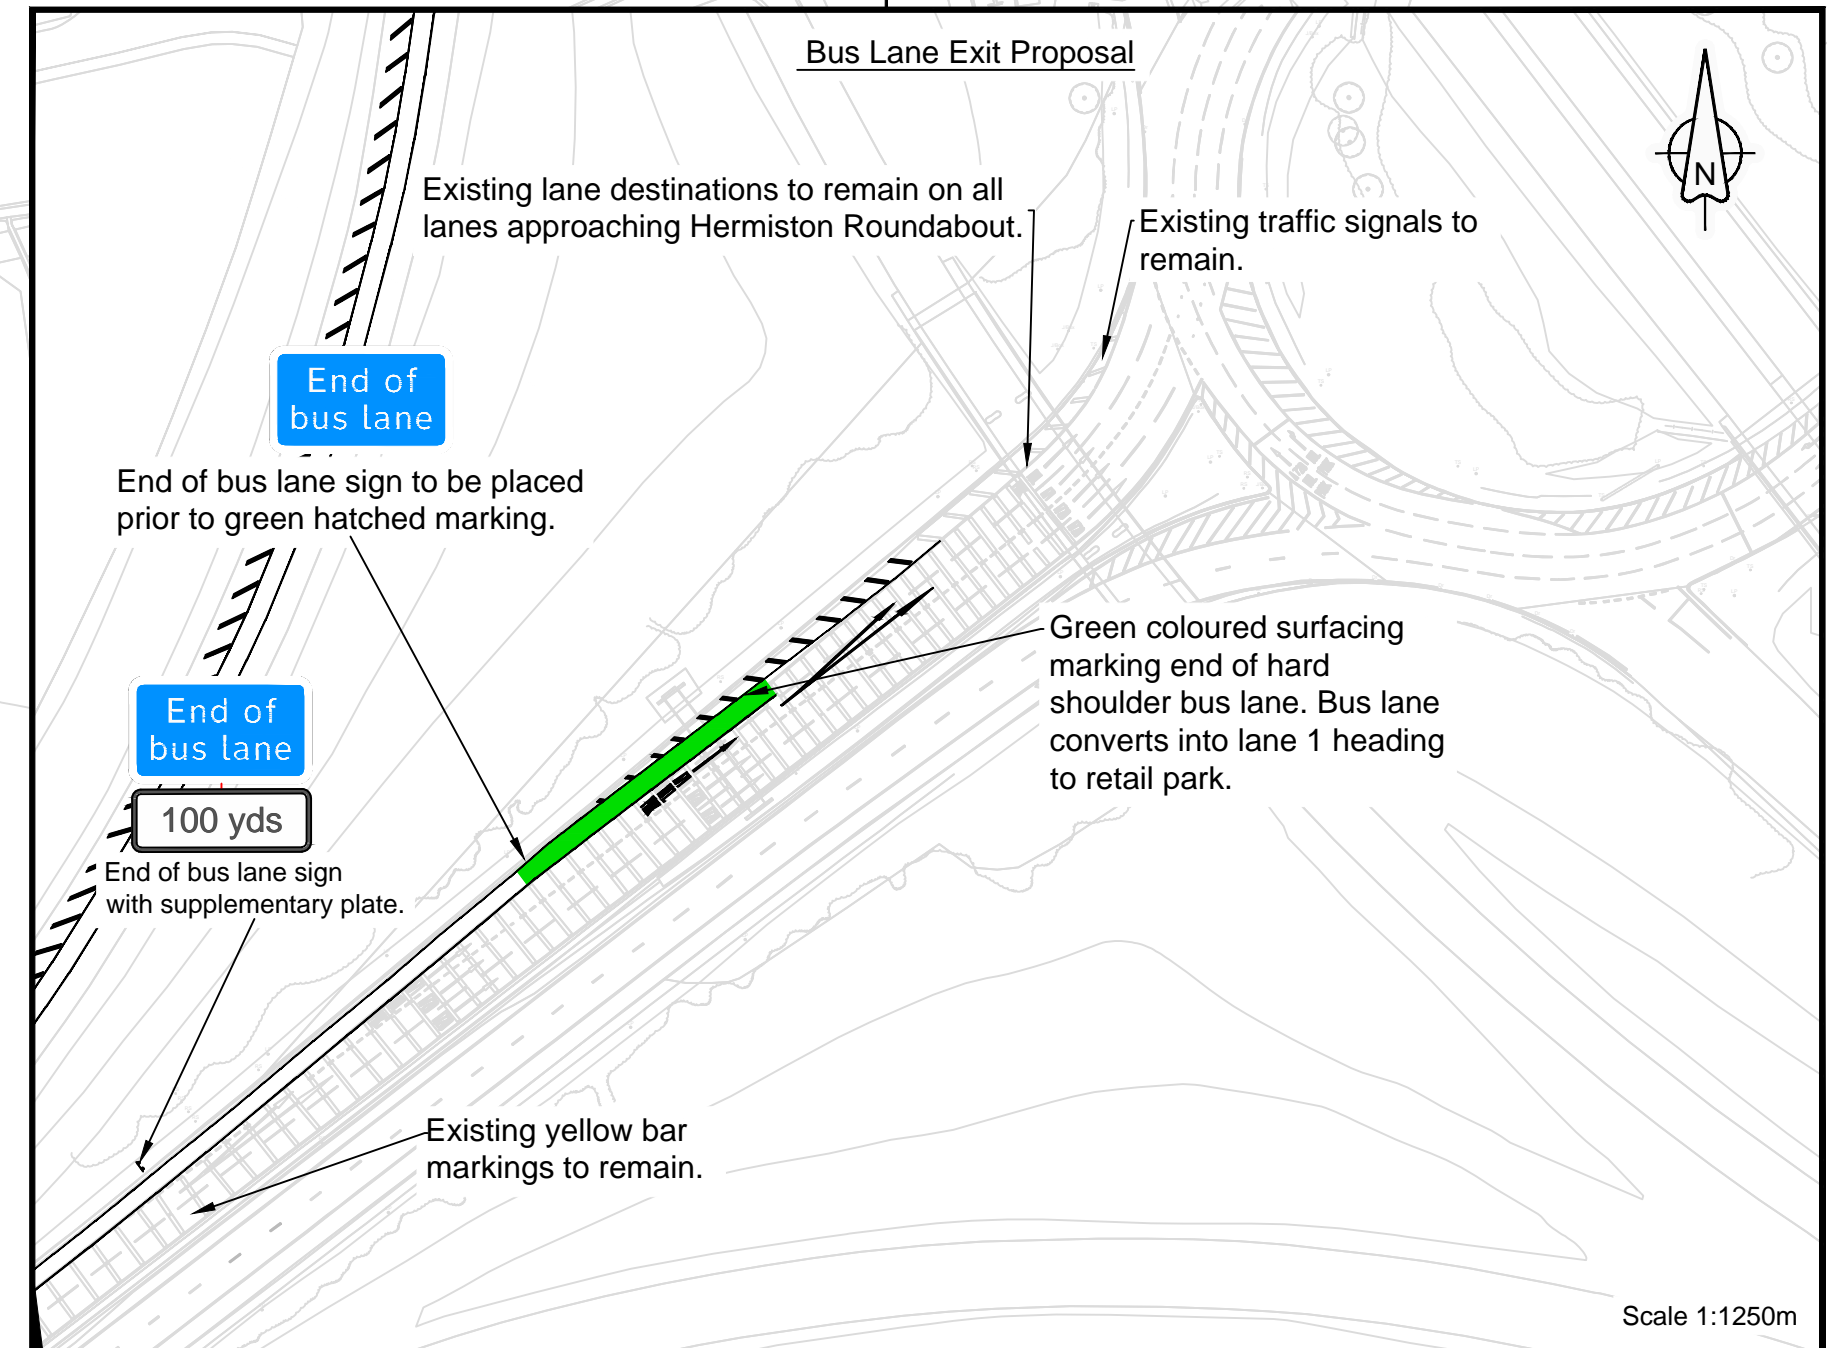 Bus Lane Exit Proposal
N
Existing lane destinations to remain on all
lanes approaching Hermiston Roundabout.
Existing traffic signals to
remain.
End of
bus lane
End of bus lane sign to be placed
prior to green hatched marking.
Green coloured surfacing
marking end of hard
shoulder bus lane. Bus lane
converts into lane 1 heading
to retail park.
End of
bus lane
100 yds
End of bus lane sign
with supplementary plate.
Existing yellow bar
markings to remain.
Scale 1:1250m